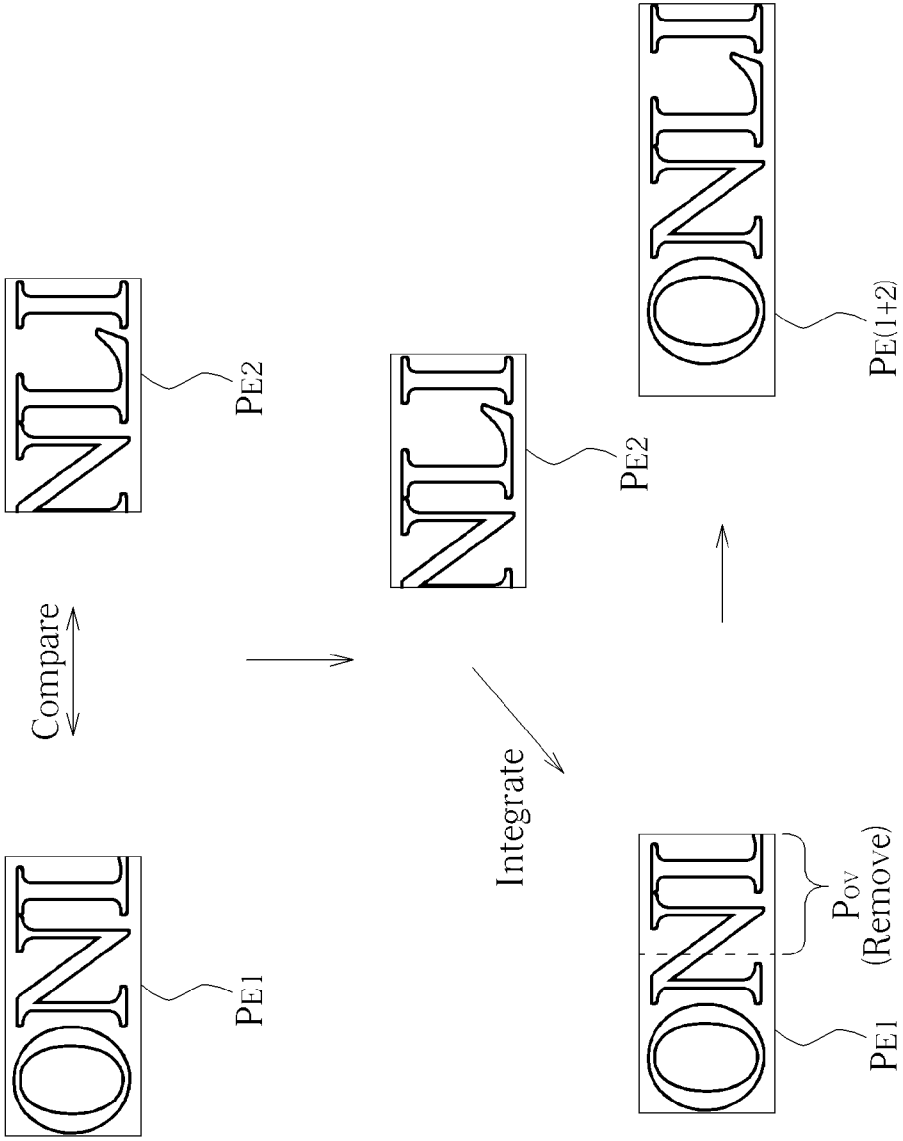 ONL
Compare
NLI
PE1
PE2
NLI
Integrate
PE2
ONL
ONLI
POV
(Remove)
PE1
PE(1+2)